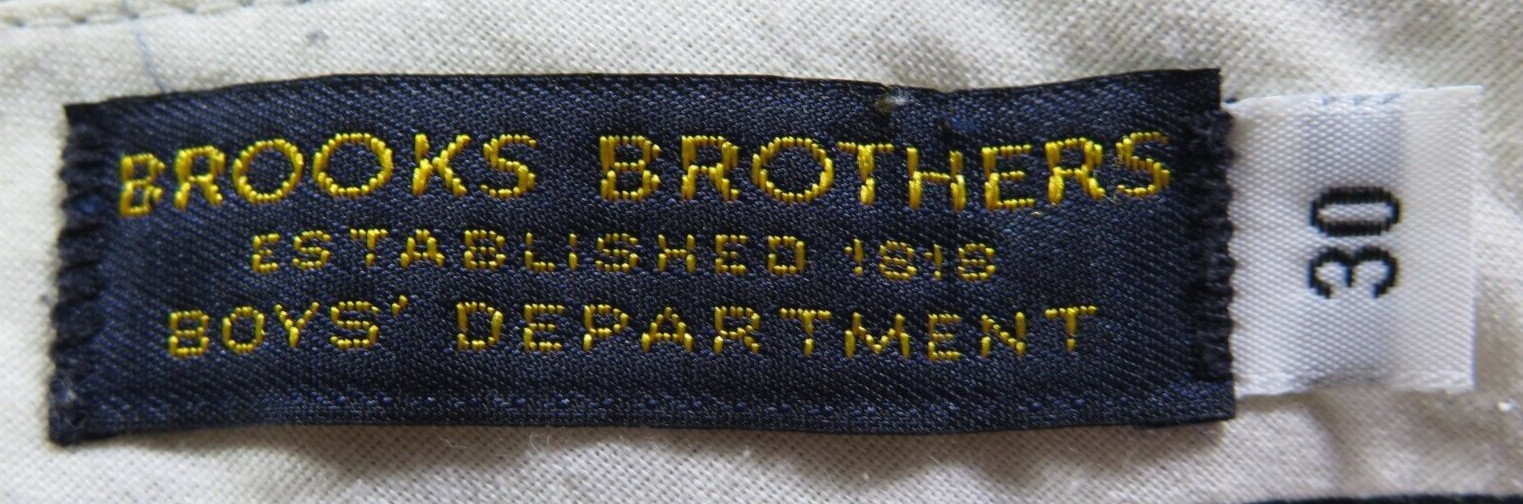 BROOKS BROTHERS
ESTABLISHED 1818
BOYS' DEPARTMENT
30